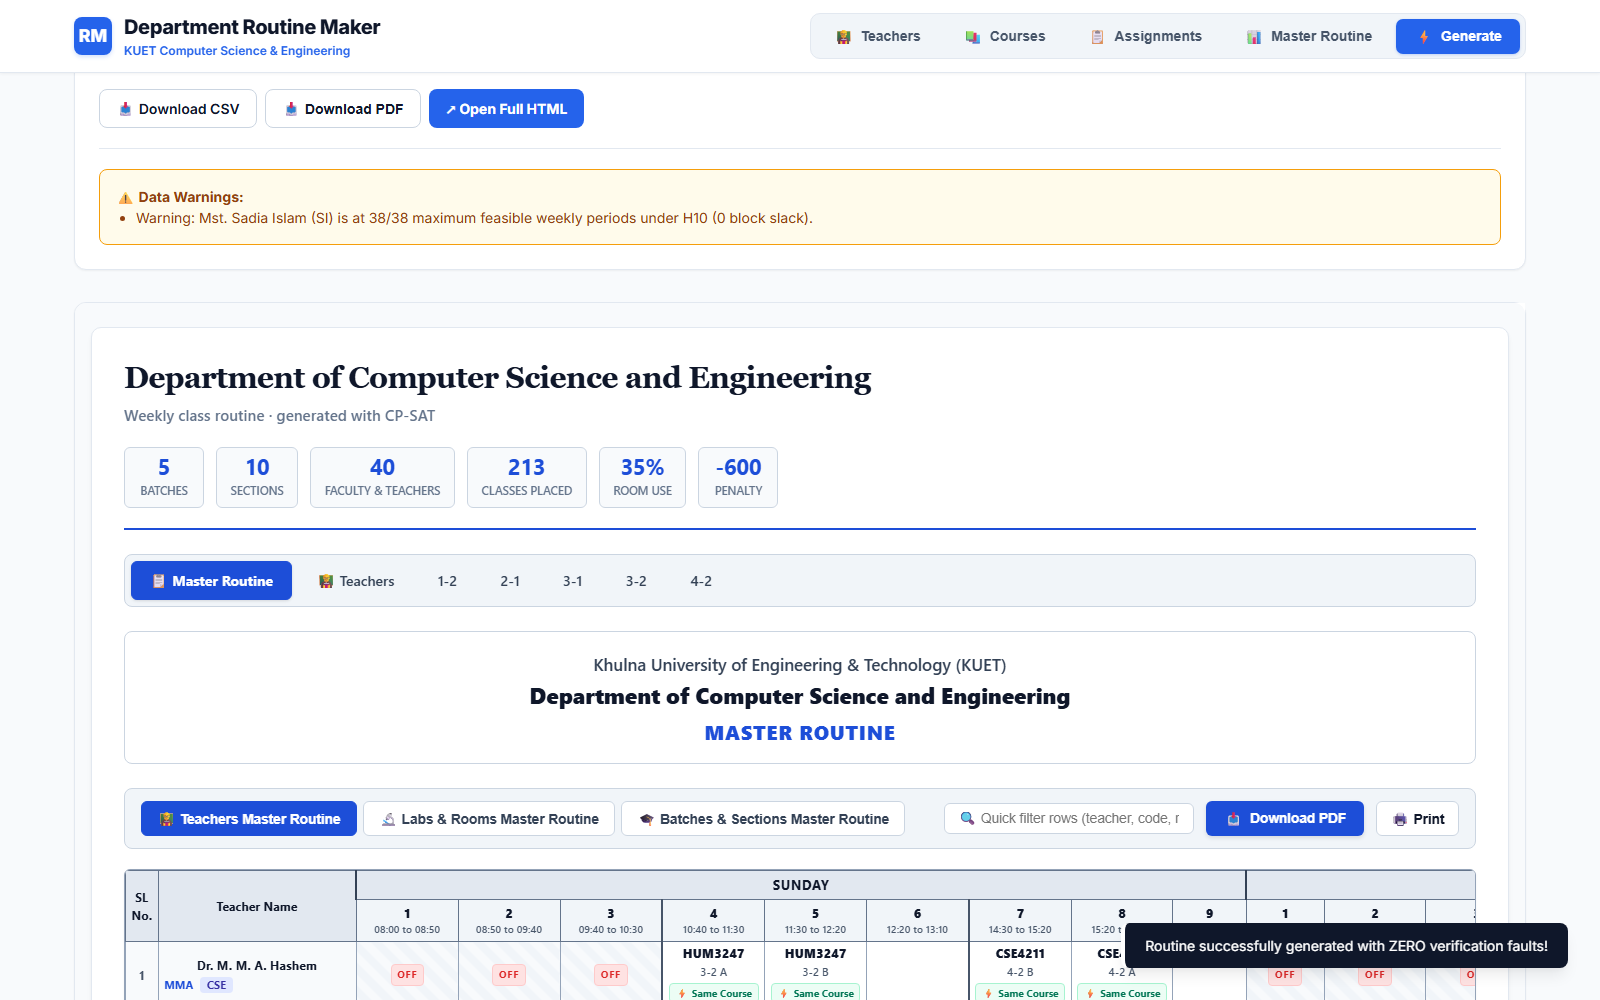 RM
Department Routine Maker
KUET Computer Science & Engineering
Teachers
Courses
Assignments
Master Routine
Generate
Download CSV
Download PDF
↗ Open Full HTML
Data Warnings:
• Warning: Mst. Sadia Islam (SI) is at 38/38 maximum feasible weekly periods under H10 (0 block slack).
Department of Computer Science and Engineering
Weekly class routine · generated with CP-SAT
5
BATCHES
10
SECTIONS
40
FACULTY & TEACHERS
213
CLASSES PLACED
35%
ROOM USE
-600
PENALTY
Master Routine
Teachers
1-2
2-1
3-1
3-2
4-2
Khulna University of Engineering & Technology (KUET)
Department of Computer Science and Engineering
MASTER ROUTINE
Teachers Master Routine
Labs & Rooms Master Routine
Batches & Sections Master Routine
Quick filter rows (teacher, code, r
Download PDF
Print
SL No.
Teacher Name
SUNDAY
1
08:00 to 08:50
2
08:50 to 09:40
3
09:40 to 10:30
4
10:40 to 11:30
5
11:30 to 12:20
6
12:20 to 13:10
7
14:30 to 15:20
8
15:20
9
1
2
1
Dr. M. M. A. Hashem
MMA CSE
OFF
OFF
OFF
HUM3247
3-2 A
Same Course
HUM3247
3-2 B
Same Course
CSE4211
4-2 B
Same Course
4-2 A
Same Course
OFF
OFF
Routine successfully generated with ZERO verification faults!